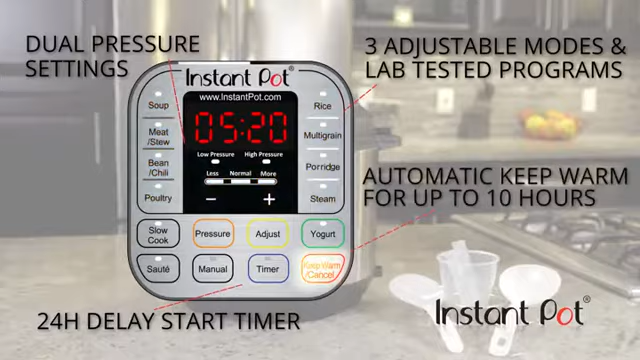 DUAL PRESSURE
SETTINGS
3 ADJUSTABLE MODES &
LAB TESTED PROGRAMS
Instant Pot®
www.InstantPot.com
05:20
Low Pressure High Pressure
Less Normal More
− +
Soup
Meat
/Stew
Bean
/Chili
Poultry
Rice
Multigrain
Porridge
Steam
Slow
Cook
Pressure
Adjust
Yogurt
Sauté
Manual
Timer
Keep Warm
/Cancel
AUTOMATIC KEEP WARM
FOR UP TO 10 HOURS
24H DELAY START TIMER
Instant Pot®